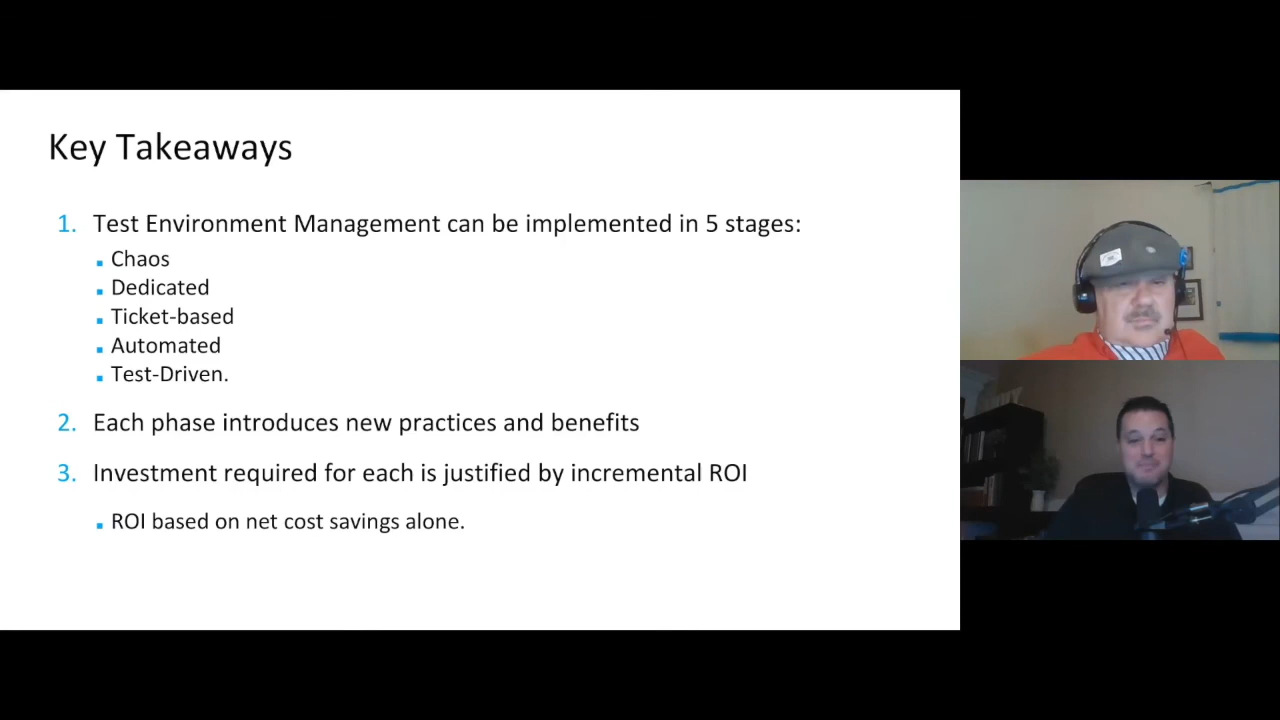 Key Takeaways
1. Test Environment Management can be implemented in 5 stages:
▪ Chaos
▪ Dedicated
▪ Ticket-based
▪ Automated
▪ Test-Driven.
2. Each phase introduces new practices and benefits
3. Investment required for each is justified by incremental ROI
▪ ROI based on net cost savings alone.